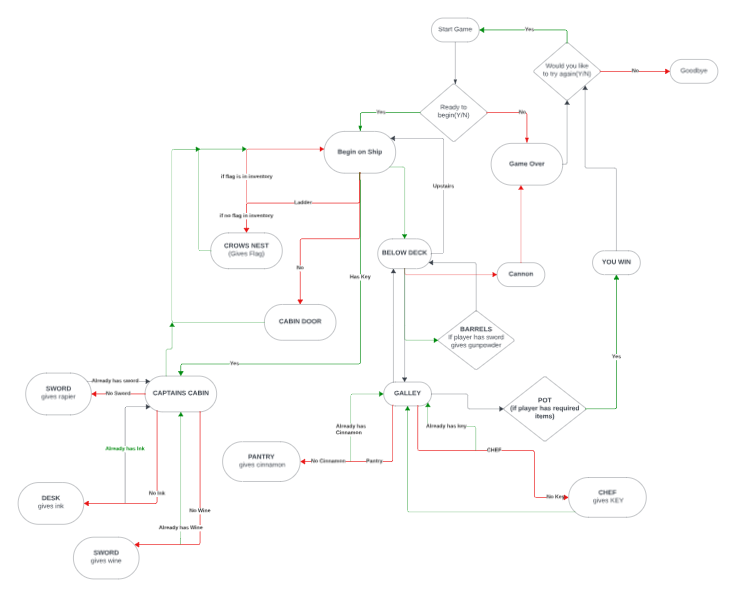 Start Game
Yes
Would you like
to try again(Y/N)
No
Goodbye
Ready to
begin(Y/N)
Yes
No
Begin on Ship
Game Over
if flag is in inventory
Upstairs
Ladder
if no flag in inventory
CROWS NEST
(Gives Flag)
BELOW DECK
YOU WIN
No
Has Key
Cannon
CABIN DOOR
BARRELS
If player has sword
gives gunpowder
Yes
Yes
Already has sword
SWORD
gives rapier
No Sword
CAPTAINS CABIN
GALLEY
POT
(if player has required
items)
Already has
Cinnamon
Already has key
Already has Ink
CHEF
PANTRY
gives cinnamon
No Cinnamon
Pantry
DESK
gives ink
No Ink
No Key
CHEF
gives KEY
No Wine
Already has Wine
SWORD
gives wine